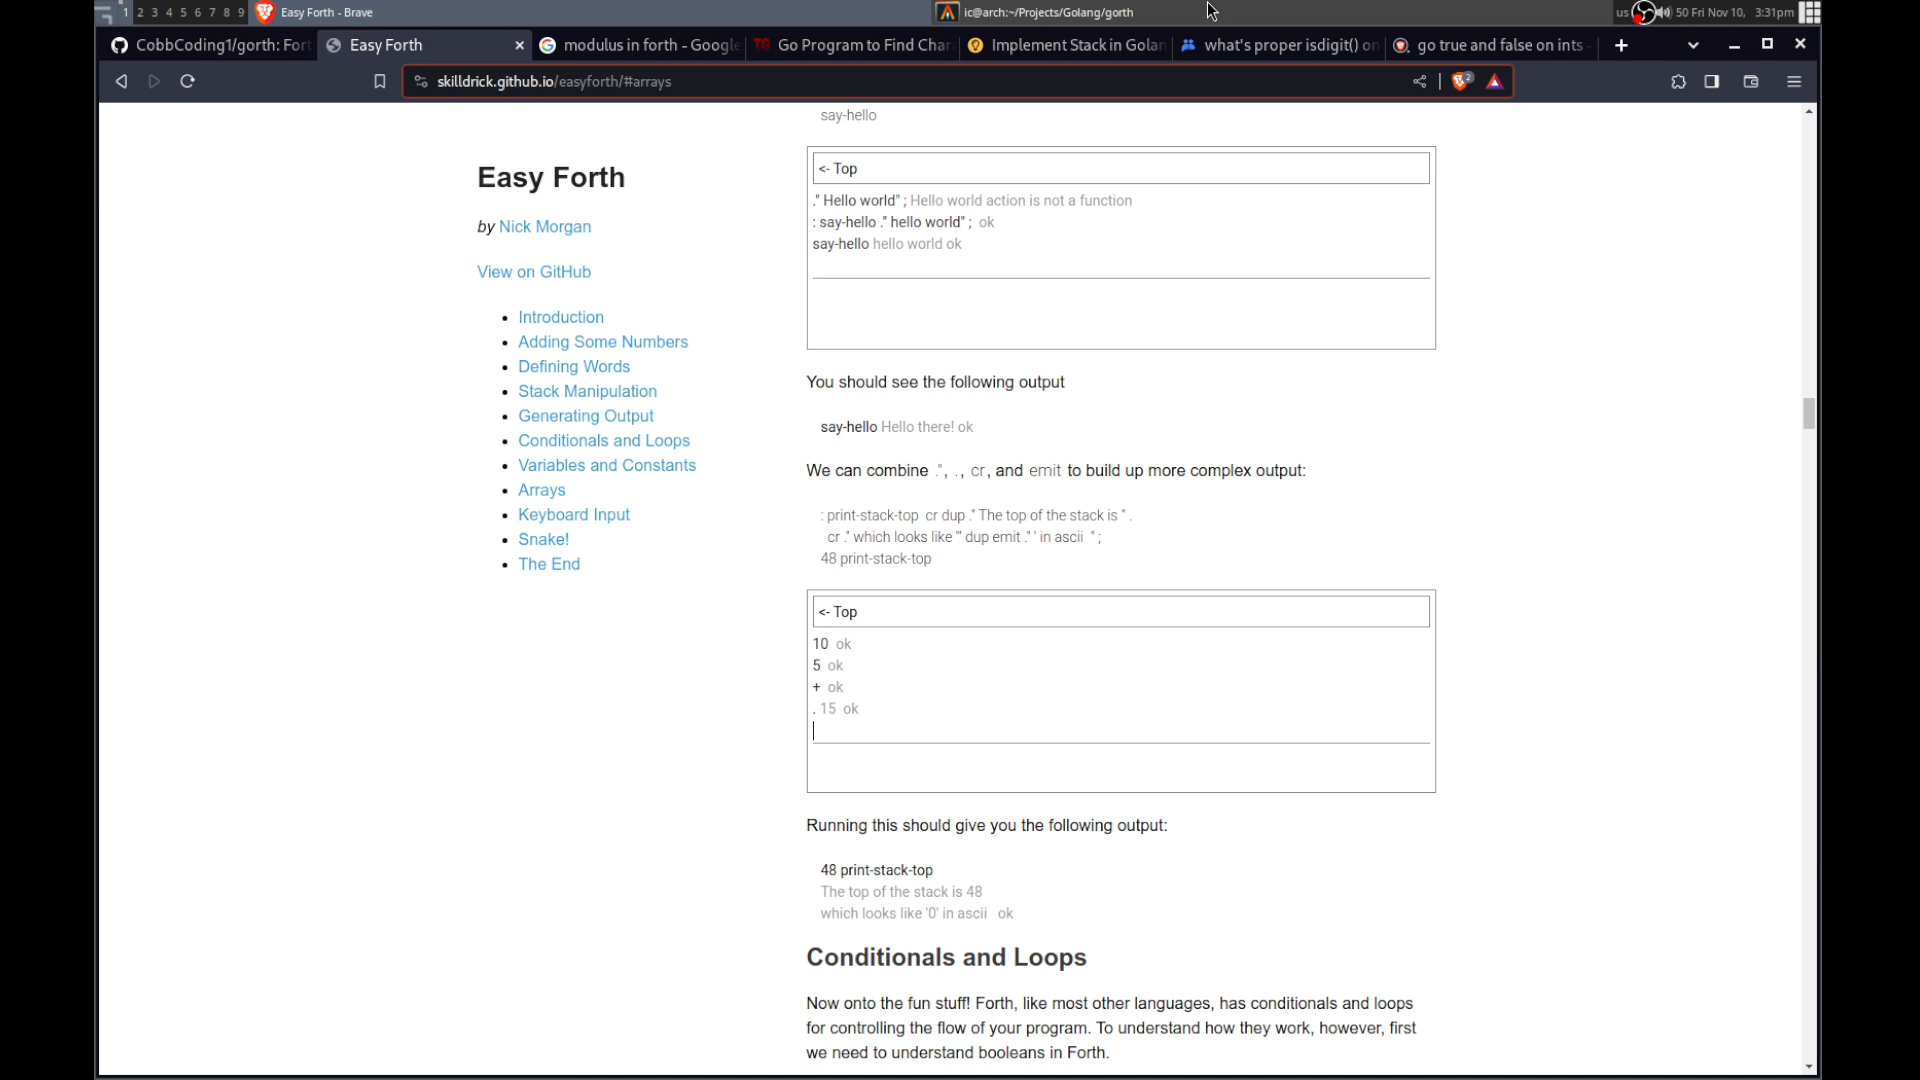 1 2 3 4 5 6 7 8 9 Easy Forth - Brave ic@arch:~/Projects/Golang/gorth us 50 Fri Nov 10, 3:31pm
CobbCoding1/gorth: Fort Easy Forth modulus in forth - Google Go Program to Find Char Implement Stack in Golan what's proper isdigit() or go true and false on ints -
skilldrick.github.io/easyforth/#arrays 2
Easy Forth
by Nick Morgan
View on GitHub
Introduction
Adding Some Numbers
Defining Words
Stack Manipulation
Generating Output
Conditionals and Loops
Variables and Constants
Arrays
Keyboard Input
Snake!
The End
say-hello
<- Top
." Hello world" ; Hello world action is not a function
: say-hello ." hello world" ; ok
say-hello hello world ok
You should see the following output
say-hello Hello there! ok
We can combine .", ., cr, and emit to build up more complex output:
: print-stack-top cr dup ." The top of the stack is " .
cr ." which looks like '" dup emit ." ' in ascii " ;
48 print-stack-top
<- Top
10 ok
5 ok
+ ok
. 15 ok
Running this should give you the following output:
48 print-stack-top
The top of the stack is 48
which looks like '0' in ascii ok
Conditionals and Loops
Now onto the fun stuff! Forth, like most other languages, has conditionals and loops
for controlling the flow of your program. To understand how they work, however, first
we need to understand booleans in Forth.